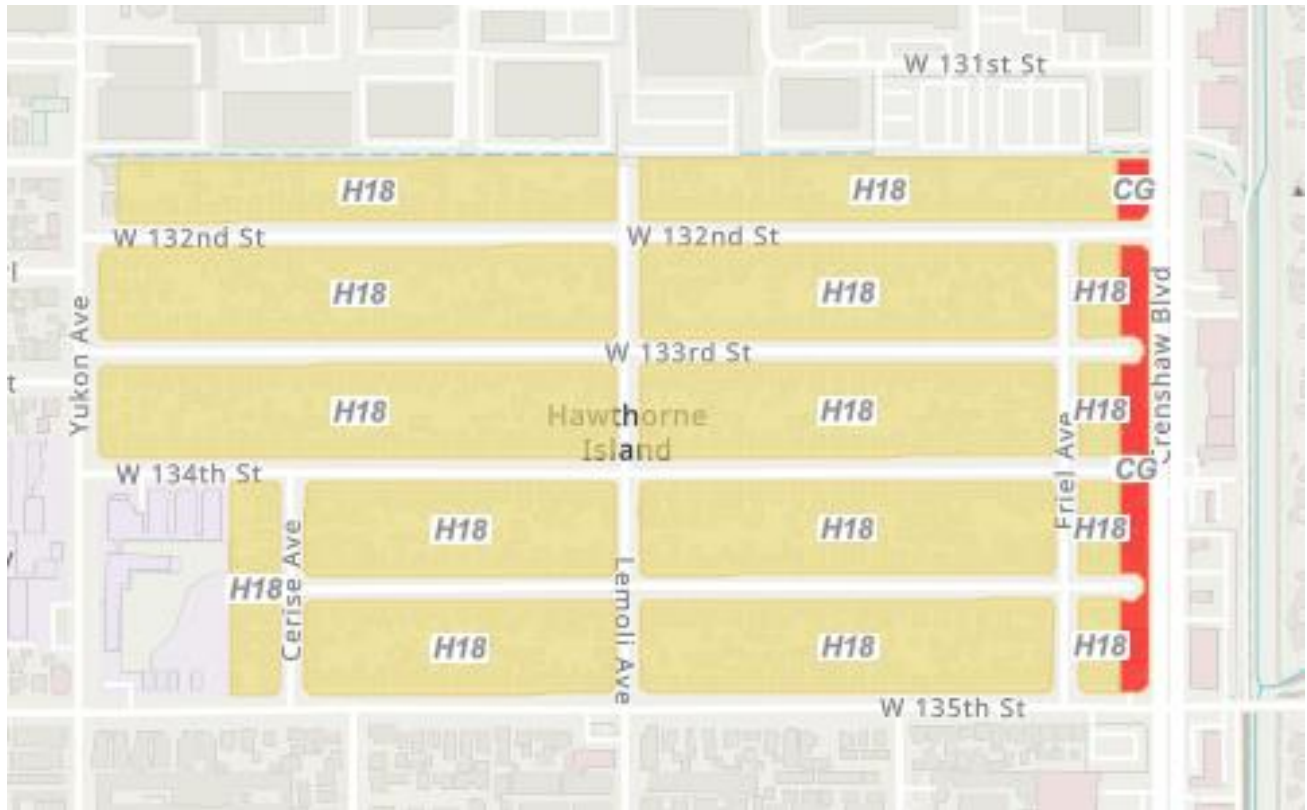 W 131st St
H18
H18
CG
W 132nd St
W 132nd St
H18
H18
H18
Yukon Ave
Crenshaw Blvd
W 133rd St
H18
H18
H18
Hawthorne
Island
Friel Ave
CG
W 134th St
H18
H18
H18
H18
Cerise Ave
Lemoli Ave
H18
H18
H18
W 135th St